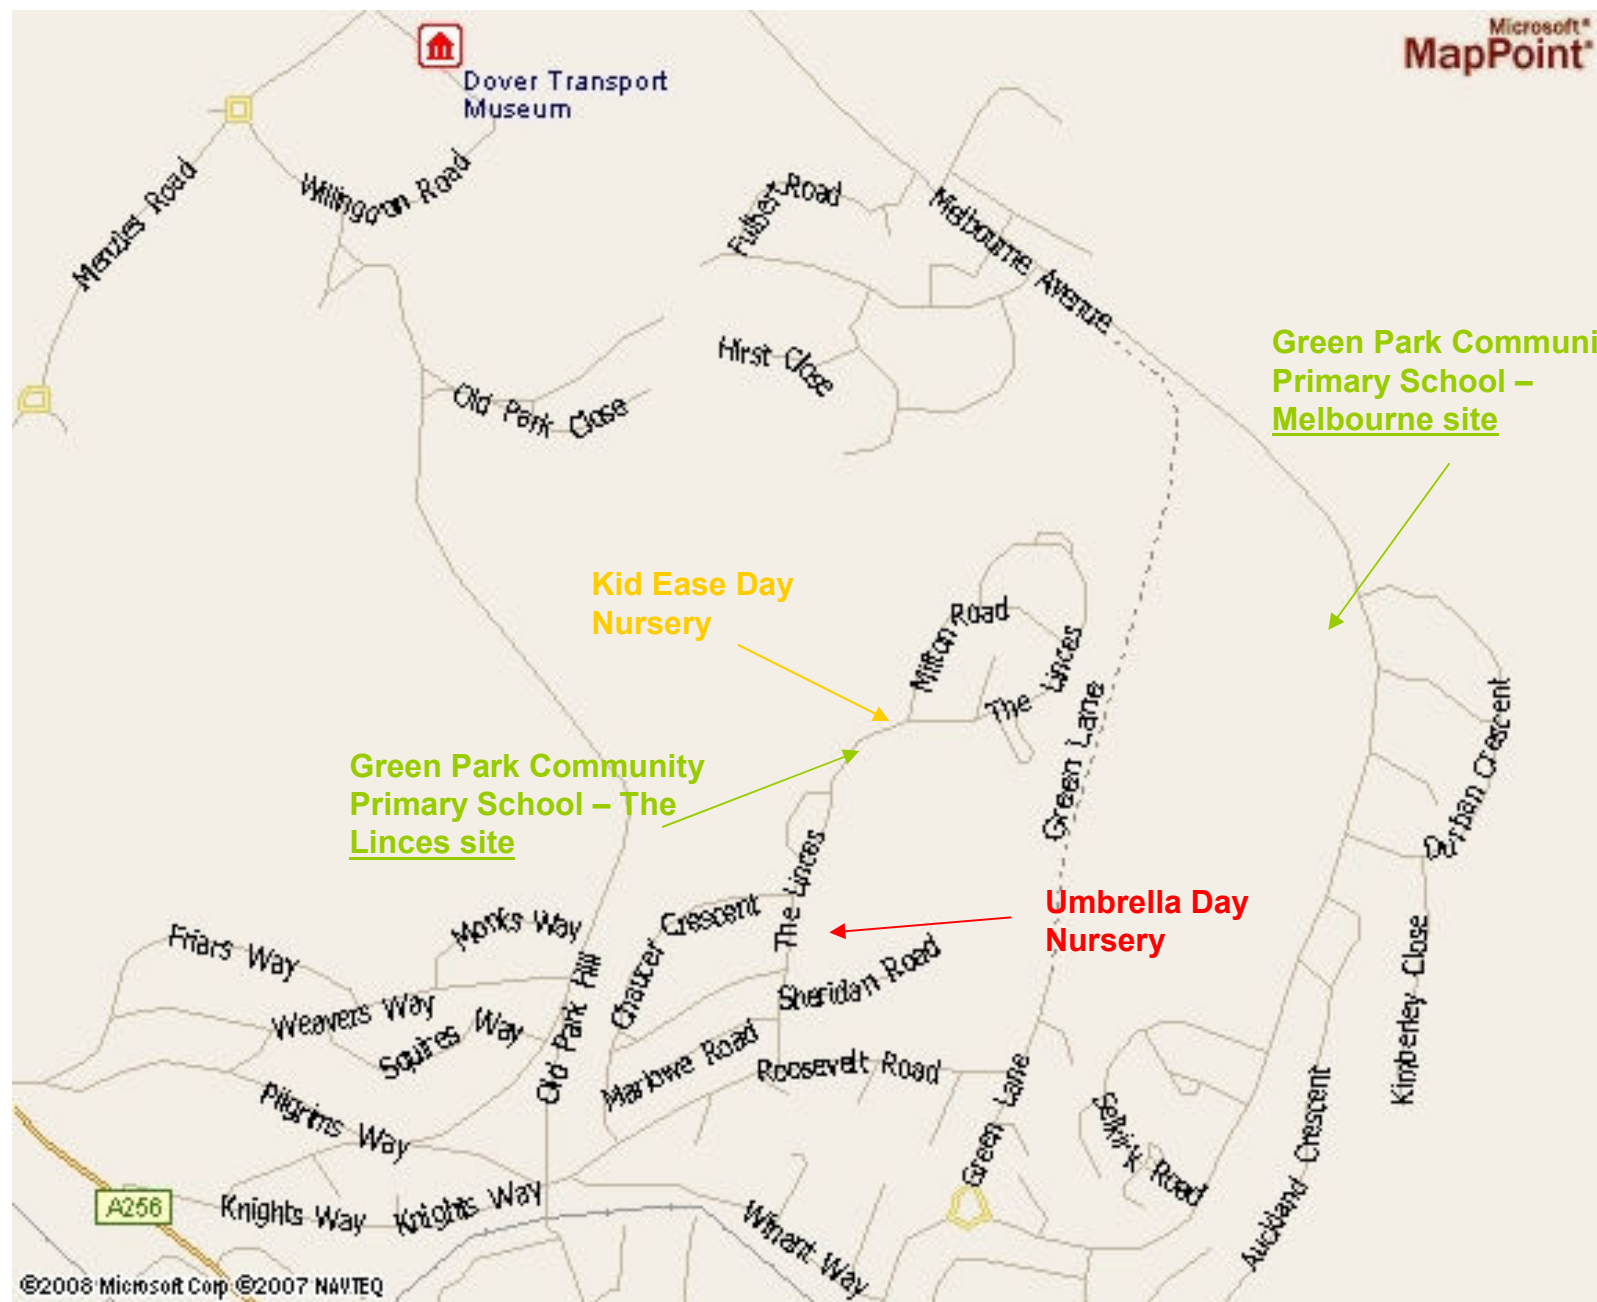 Microsoft®
MapPoint®
Dover Transport
Museum
Menzies Road
Willingdon Road
Fulbert Road
Melbourne Avenue
Hirst Close
Old Park Close
Green Park Communi
Primary School –
Melbourne site
Kid Ease Day
Nursery
Milton Road
The Linces
Green Lane
Durban Crescent
Green Park Community
Primary School – The
Linces site
The Linces
Umbrella Day
Nursery
Chaucer Crescent
Monks Way
Friars Way
Sheridan Road
Weavers Way
Squires Way
Old Park Hill
Marlowe Road
Roosevelt Road
Kimberley Close
Pilgrims Way
Green Lane
Selkirk Road
Auckland Crescent
A256
Knights Way
Knights Way
Winant Way
©2008 Microsoft Corp ©2007 NAVTEQ